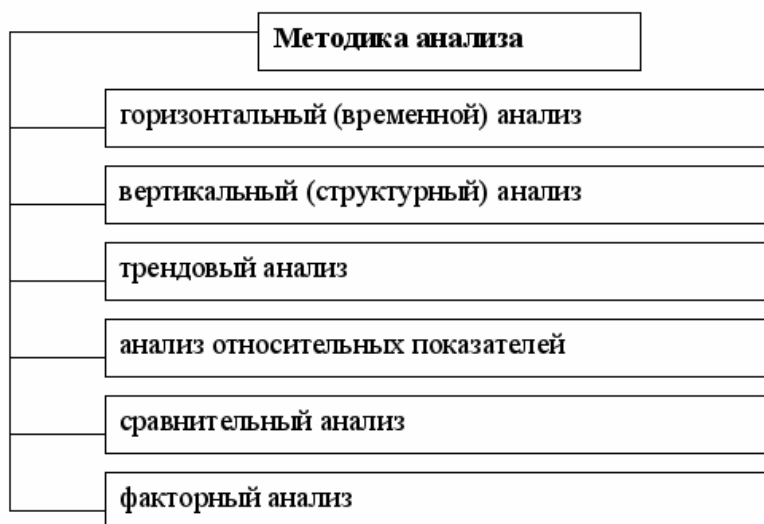 Методика анализа
горизонтальный (временной) анализ
вертикальный (структурный) анализ
трендовый анализ
анализ относительных показателей
сравнительный анализ
факторный анализ